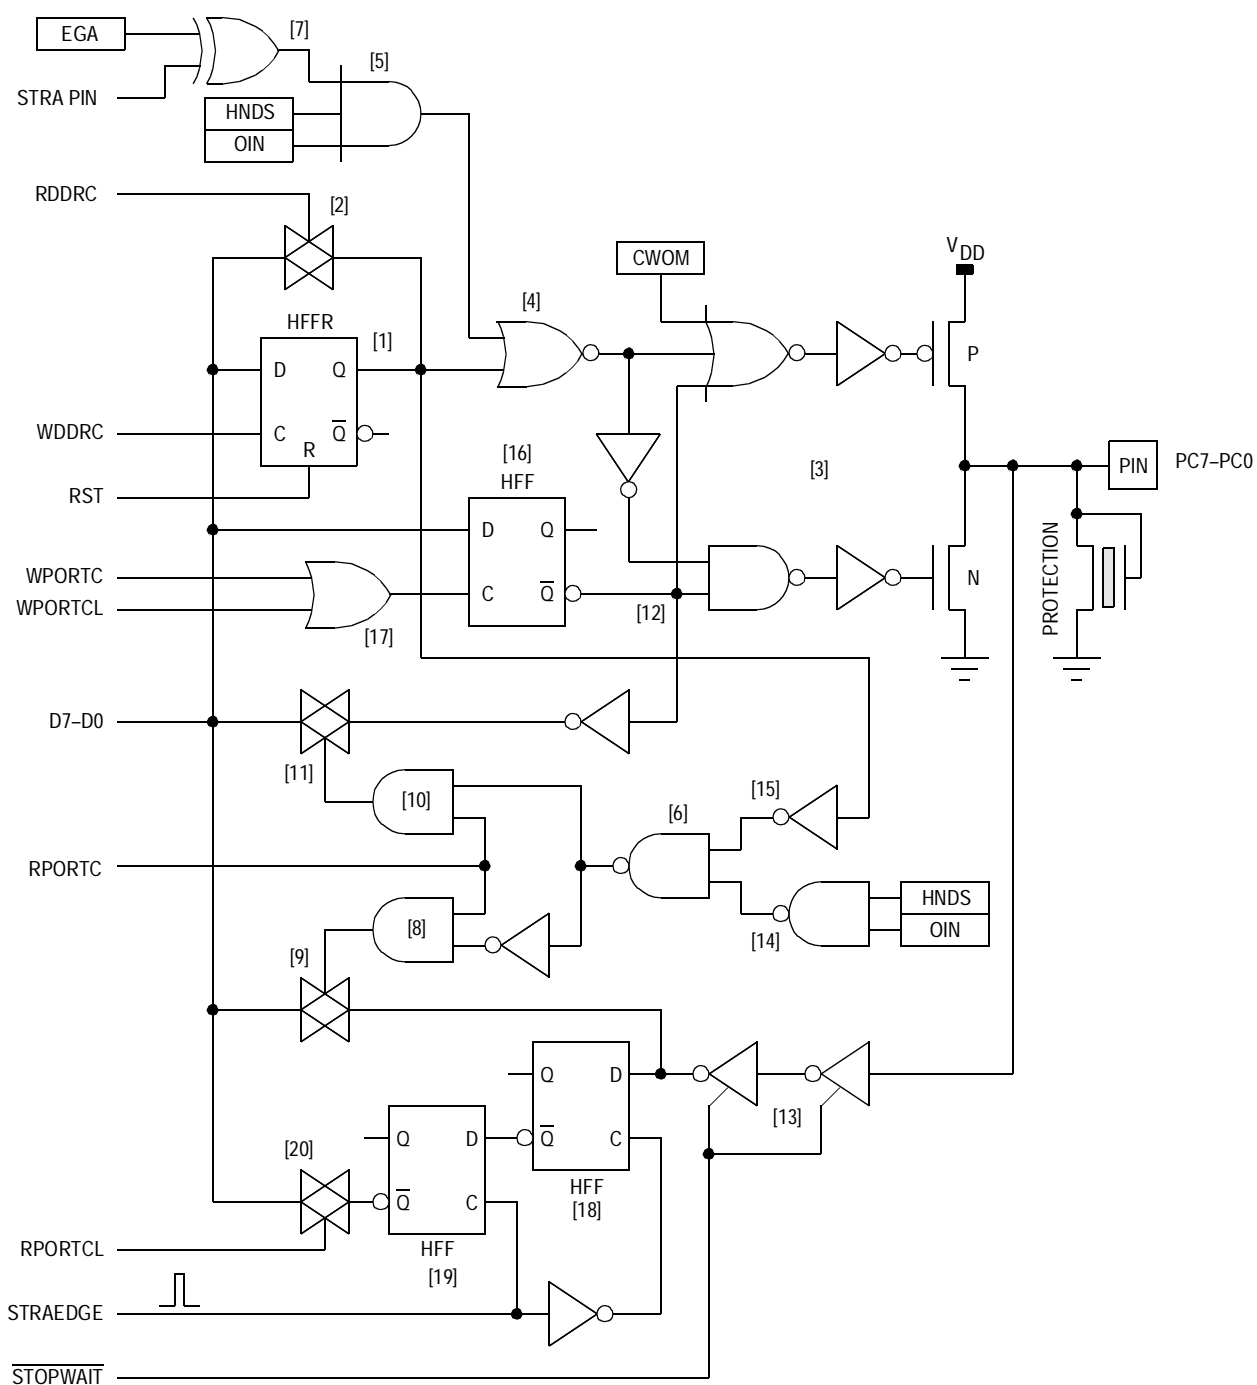 EGA
[7]
[5]
STRA PIN
HNDS
OIN
RDDRC
[2]
CWOM
VDD
[4]
HFFR
[1]
D
Q
P
WDDRC
C
Q̅
R
[16]
HFF
[3]
PIN
PC7–PC0
RST
D
Q
PROTECTION
WPORTC
N
C
Q̅
WPORTCL
[12]
[17]
D7–D0
[11]
[10]
[15]
[6]
RPORTC
HNDS
[8]
OIN
[14]
[9]
Q
D
[13]
[20]
Q
D
Q̅
C
HFF
[18]
Q̅
C
RPORTCL
HFF
[19]
STRAEDGE
S̅T̅O̅P̅W̅A̅I̅T̅